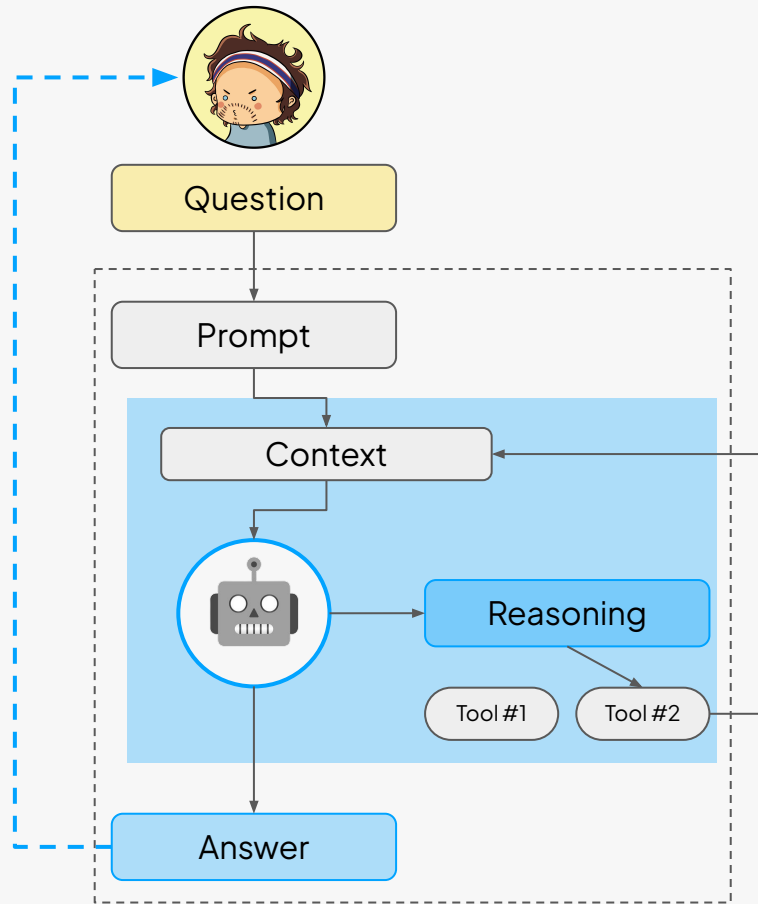 Question
Prompt
Context
Reasoning
Tool #1
Tool #2
Answer